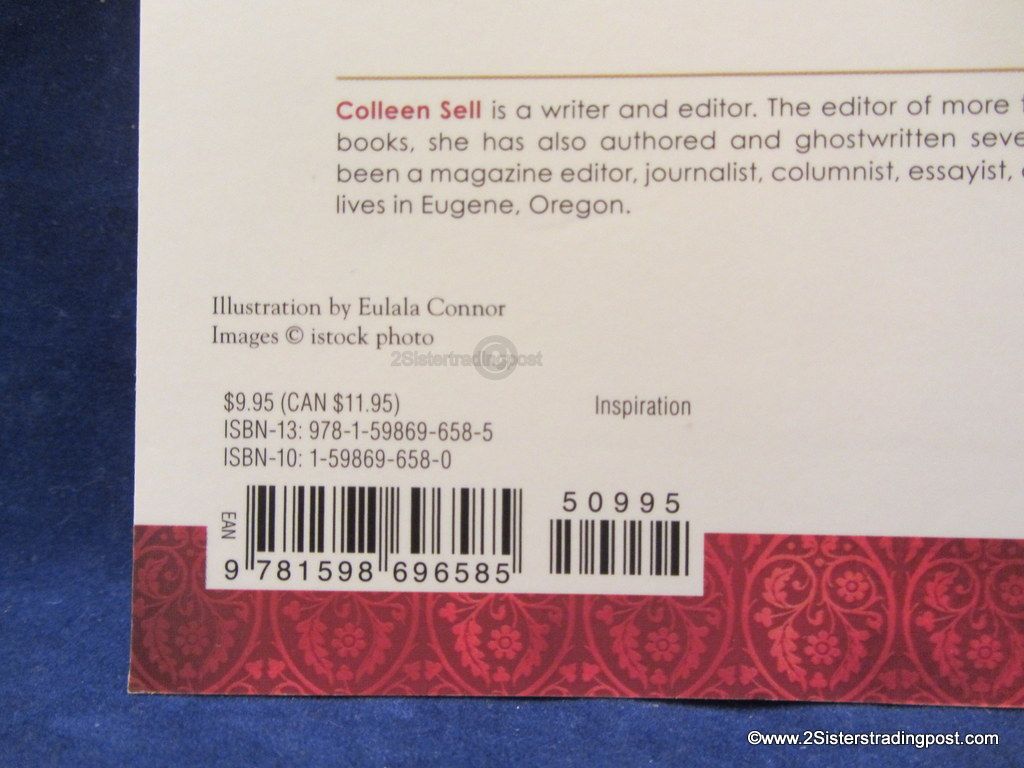 Colleen Sell is a writer and editor. The editor of more
books, she has also authored and ghostwritten
been a magazine editor, journalist, columnist, essayist,
lives in Eugene, Oregon.
Illustration by Eulala Connor
Images © istock photo
2Sistertradingpost
$9.95 (CAN $11.95)
Inspiration
ISBN-13: 978-1-59869-658-5
ISBN-10: 1-59869-658-0
50995
EAN
9 781598 696585
©www.2Sisterstradingpost.com